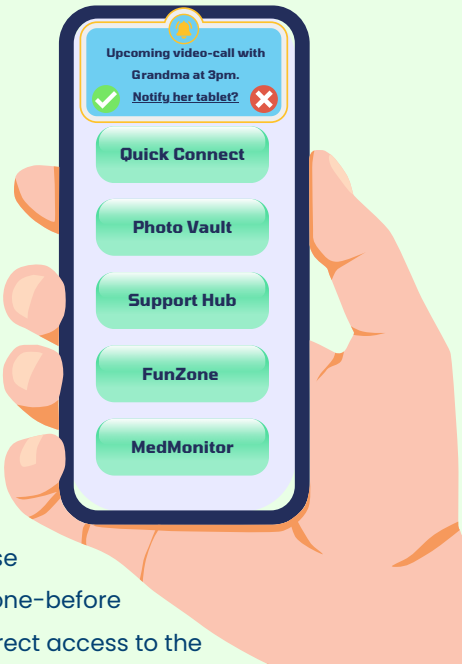 Upcoming video-call with
Grandma at 3pm.
Notify her tablet?
Quick Connect
Photo Vault
Support Hub
FunZone
MedMonitor
one-before
access to the